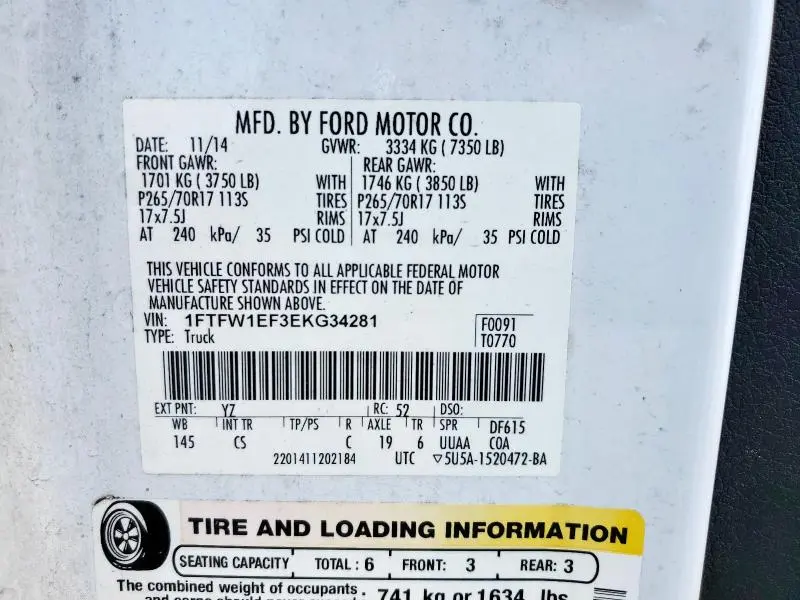 MFD. BY FORD MOTOR CO.
DATE: 11/14 GVWR: 3334 KG ( 7350 LB)
FRONT GAWR: REAR GAWR:
1701 KG ( 3750 LB) WITH 1746 KG ( 3850 LB) WITH
P265/70R17 113S TIRES P265/70R17 113S TIRES
17x7.5J RIMS 17x7.5J RIMS
AT 240 kPa/ 35 PSI COLD AT 240 kPa/ 35 PSI COLD
THIS VEHICLE CONFORMS TO ALL APPLICABLE FEDERAL MOTOR
VEHICLE SAFETY STANDARDS IN EFFECT ON THE DATE OF
MANUFACTURE SHOWN ABOVE.
VIN: 1FTFW1EF3EKG34281 F0091
TYPE: Truck T0770
EXT PNT: YZ RC: 52 DSO:
WB INT TR TP/PS R AXLE TR SPR DF615
145 CS C 19 6 UUAA COA
2201411202184 UTC ▽5U5A-1520472-BA
TIRE AND LOADING INFORMATION
SEATING CAPACITY TOTAL : 6 FRONT: 3 REAR: 3
The combined weight of occupants
741 kg or 1634 lbs